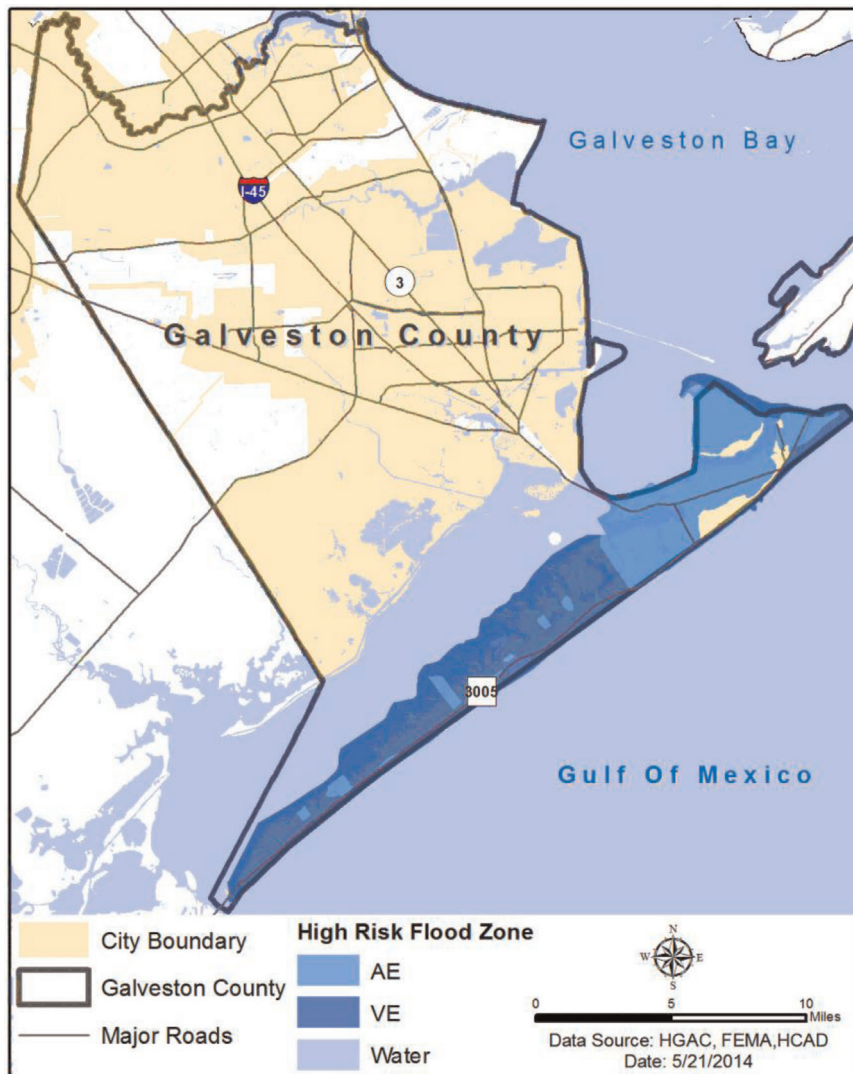 Galveston Bay
I-45
3
Galveston County
3005
Gulf Of Mexico
City Boundary
Galveston County
Major Roads
High Risk Flood Zone
AE
VE
Water
N
W E
S
0 5 10
Miles
Data Source: HGAC, FEMA,HCAD
Date: 5/21/2014